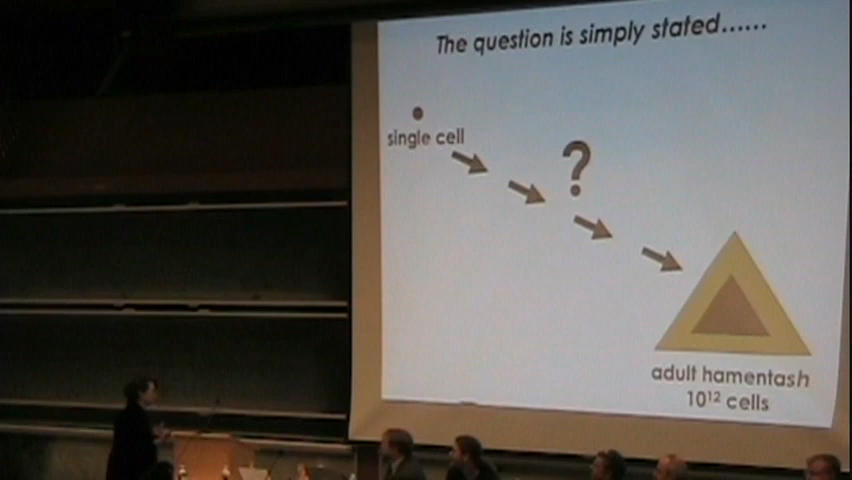 The question is simply stated......
single cell
?
adult hamentash
10¹² cells